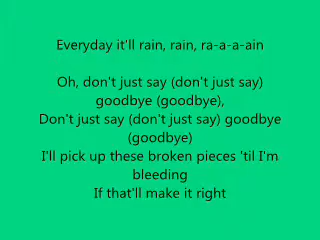 Everyday it'll rain, rain, ra-a-a-ain
Oh, don't just say (don't just say)
goodbye (goodbye),
Don't just say (don't just say) goodbye
(goodbye)
I'll pick up these broken pieces 'til I'm
bleeding
If that'll make it right